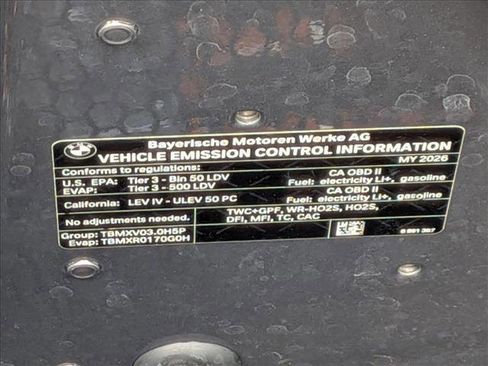 BMW
Bayerische Motoren Werke AG
VEHICLE EMISSION CONTROL INFORMATION
Conforms to regulations: MY 2026
U.S. EPA: Tier 3 - Bin 50 LDV CA OBD II
EVAP: Tier 3 - 500 LDV Fuel: electricity Li+, gasoline
California: LEV IV - ULEV 50 PC CA OBD II
Fuel: electricity Li+, gasoline
No adjustments needed. TWC+GPF, WR-HO2S, HO2S,
DFI, MFI, TC, CAC
Group: TBMXV03.0H5P
Evap: TBMXR0170G0H